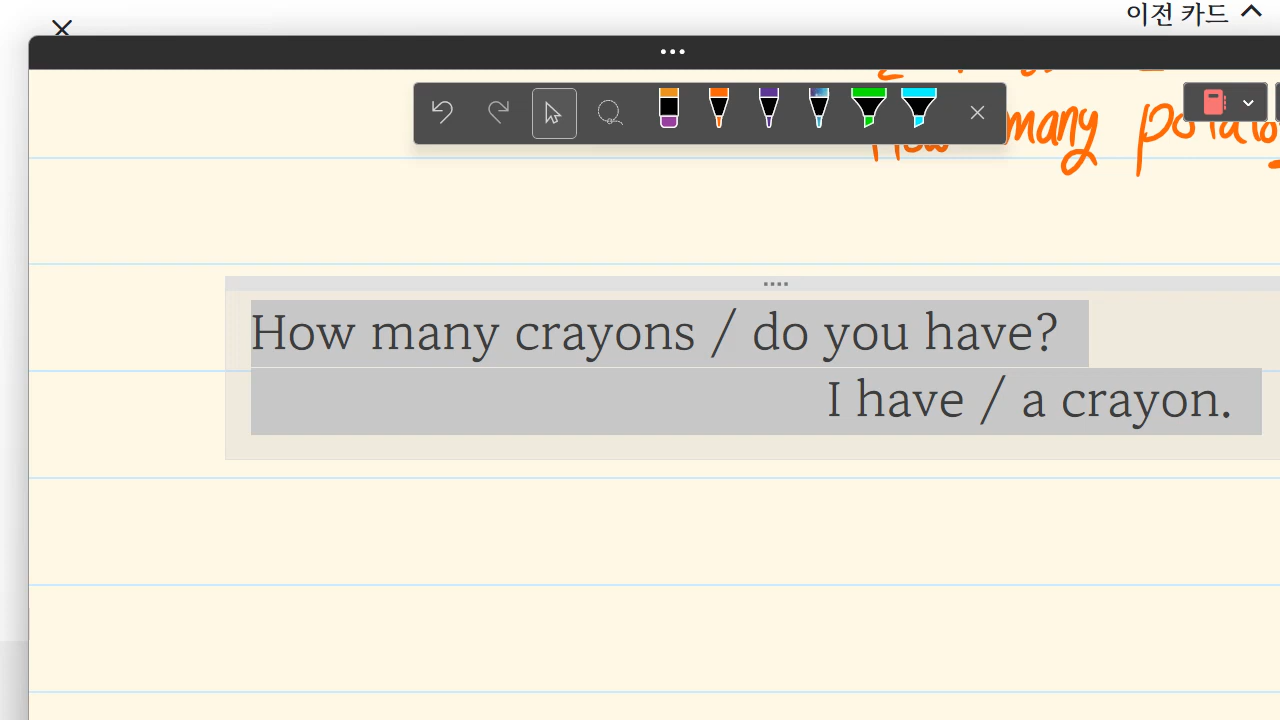 이전 카드
many
How many crayons / do you have?
I have / a crayon.